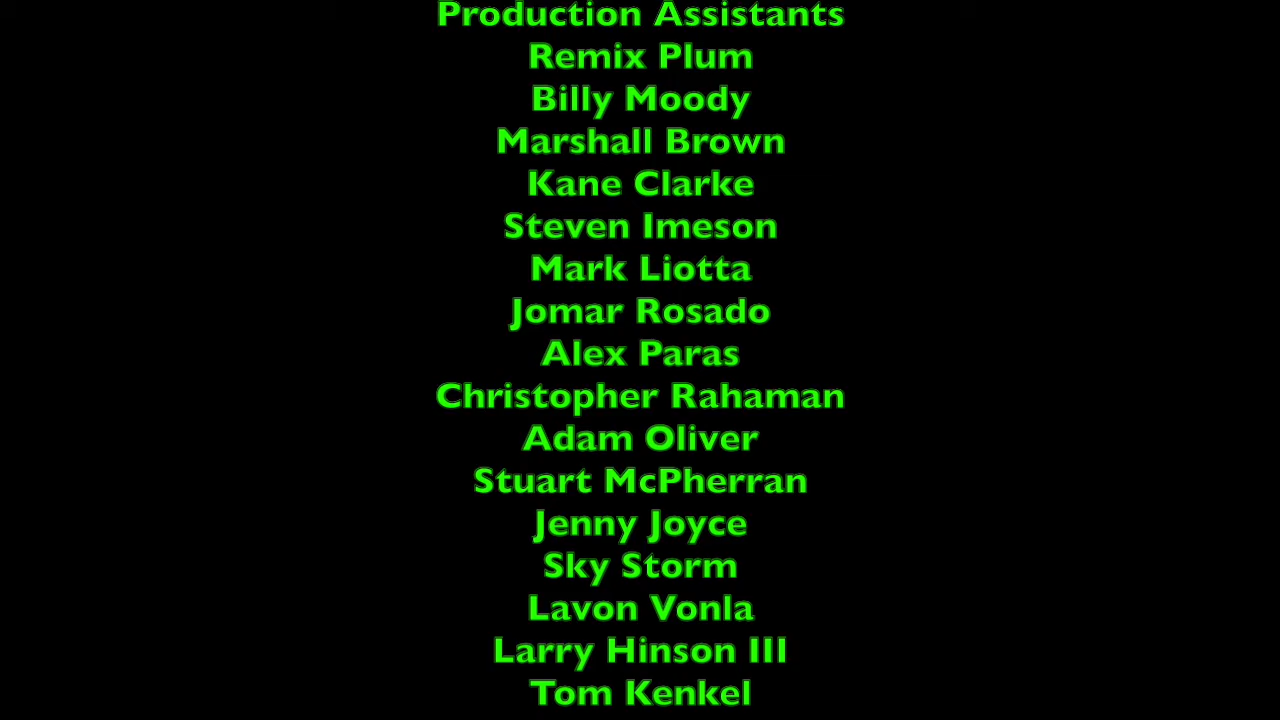 Production Assistants
Remix Plum
Billy Moody
Marshall Brown
Kane Clarke
Steven Imeson
Mark Liotta
Jomar Rosado
Alex Paras
Christopher Rahaman
Adam Oliver
Stuart McPherran
Jenny Joyce
Sky Storm
Lavon Vonla
Larry Hinson III
Tom Kenkel